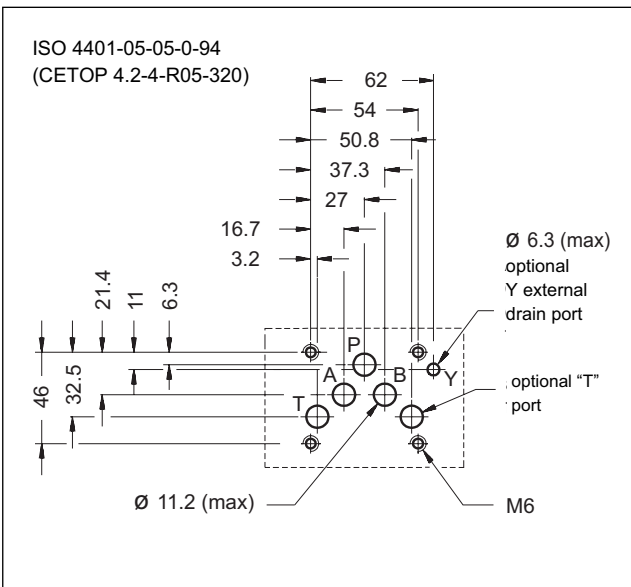 ISO 4401-05-05-0-94
(CETOP 4.2-4-R05-320)
62
54
50.8
37.3
27
16.7
3.2
Ø 6.3 (max)
optional
Y external
drain port
21.4
11
6.3
46
32.5
P
A
B
Y
T
optional “T”
port
Ø 11.2 (max)
M6